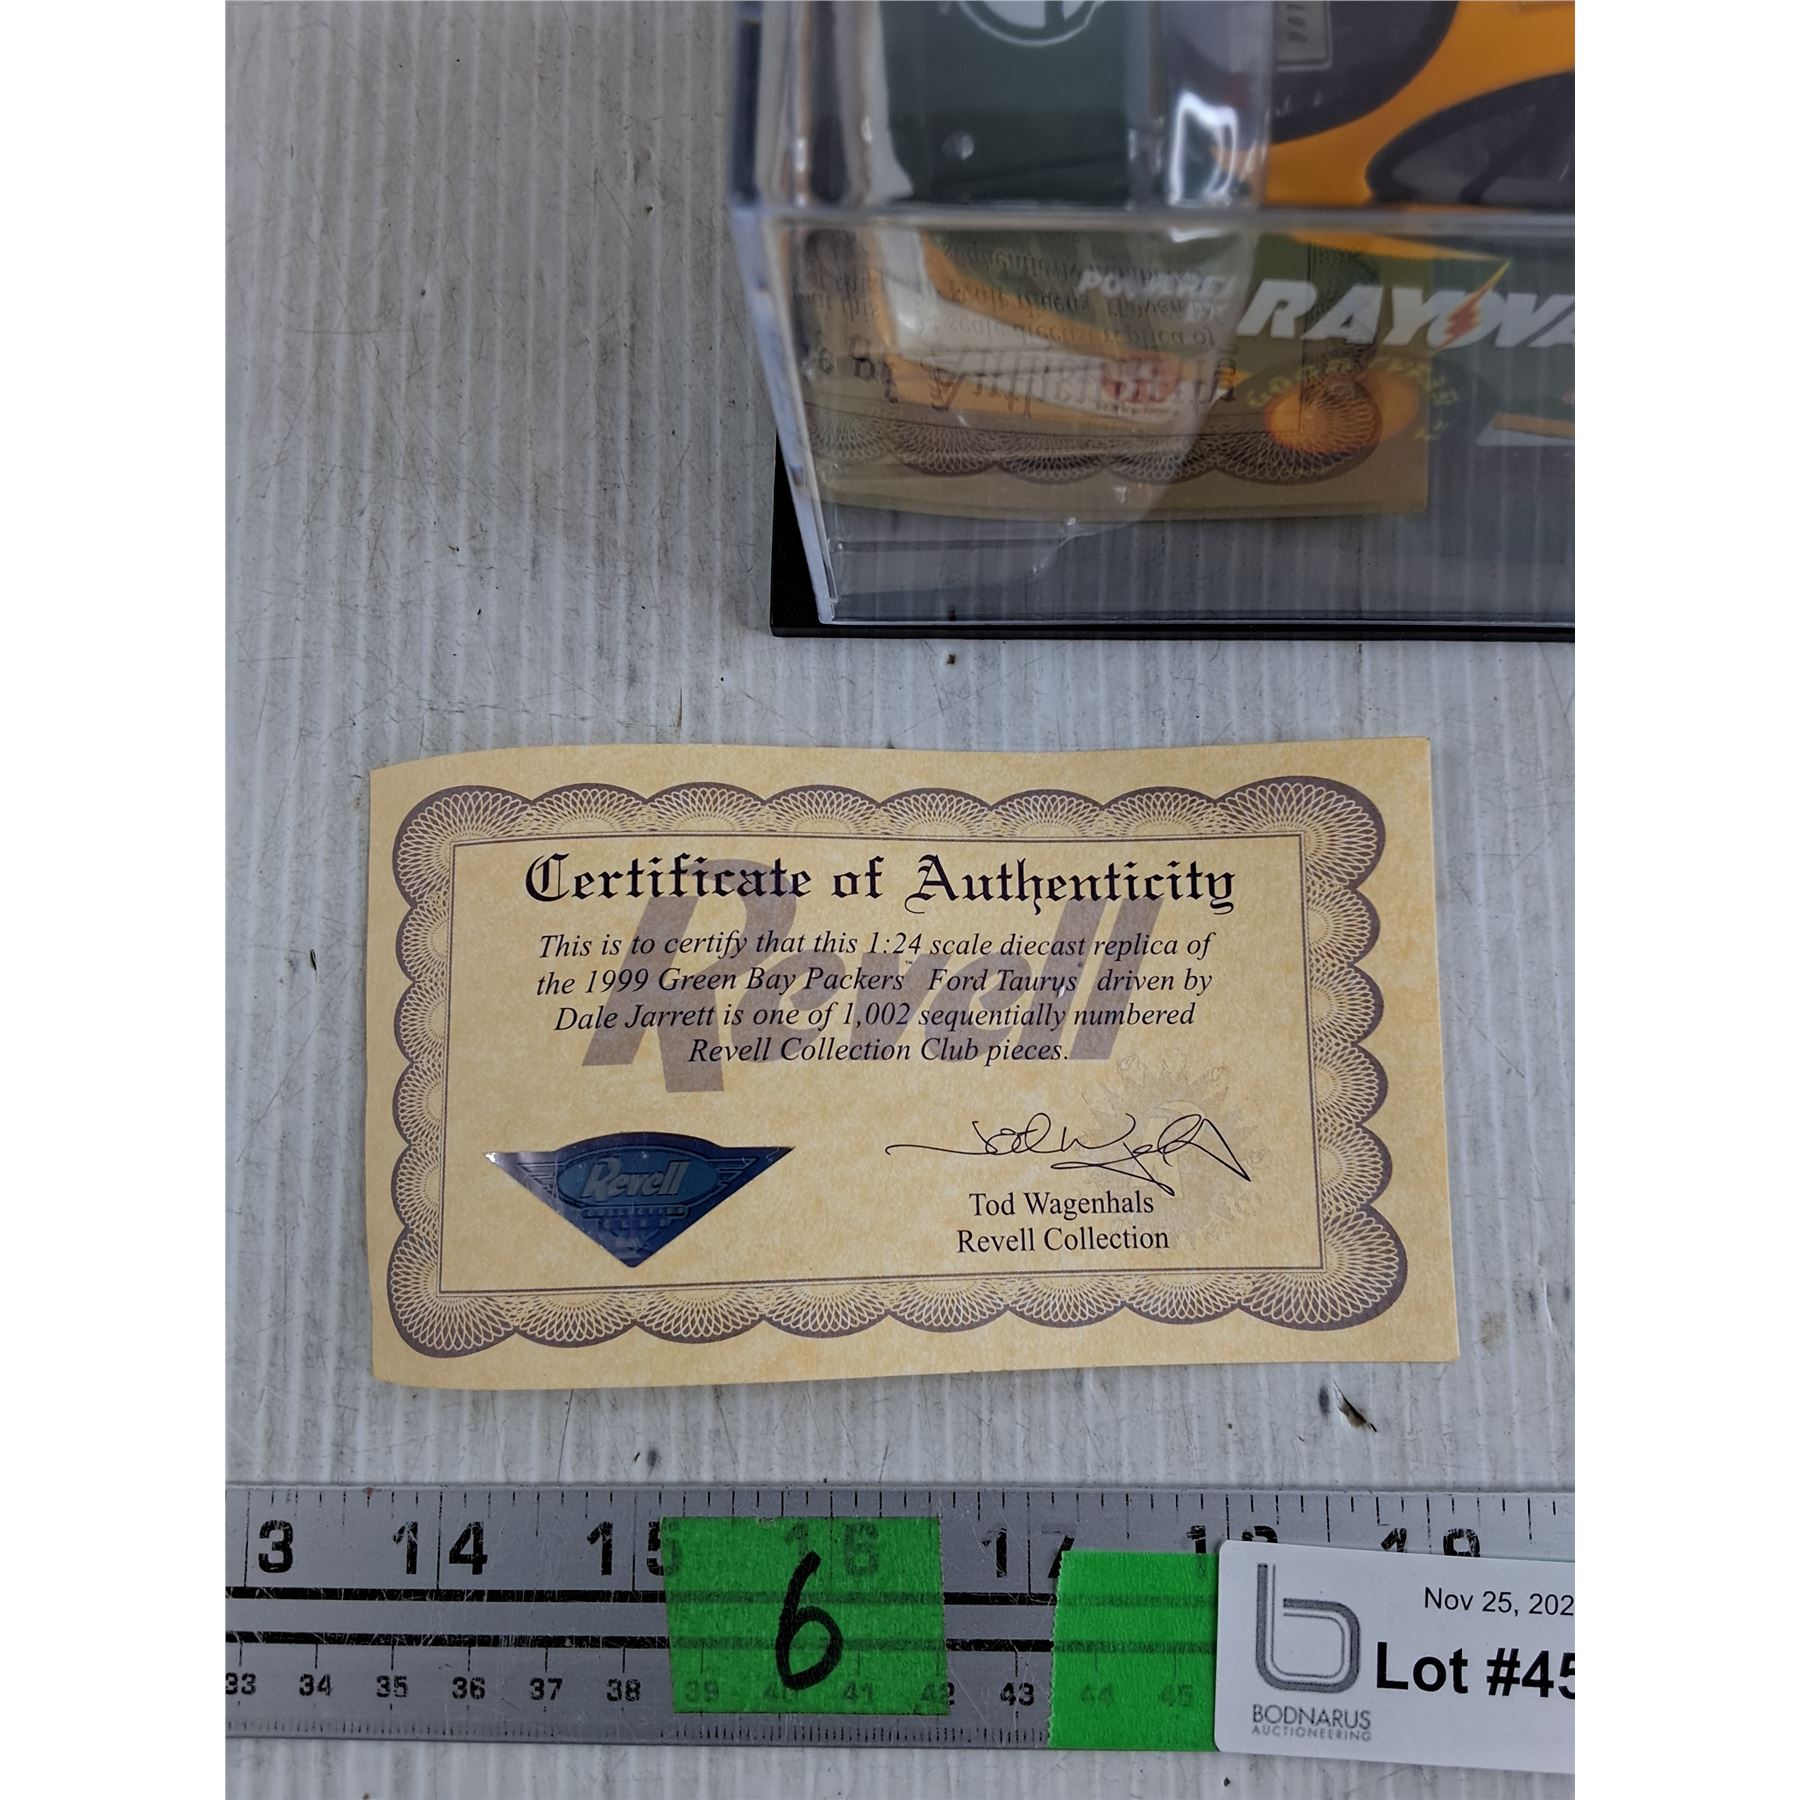 RAYOVA
Certificate of Authenticity
This is to certify that this 1:24 scale diecast replica of
the 1999 Green Bay Packers™ Ford Taurus driven by
Dale Jarrett is one of 1,002 sequentially numbered
Revell Collection Club pieces.
Revell
Revell
Tod Wagenhals
Revell Collection
3 14 15 16 17 18 19
6
33 34 35 36 37 38 39 40 41 42 43 44 45
Nov 25, 202
Lot #45
BODNARUS
AUCTIONEERING